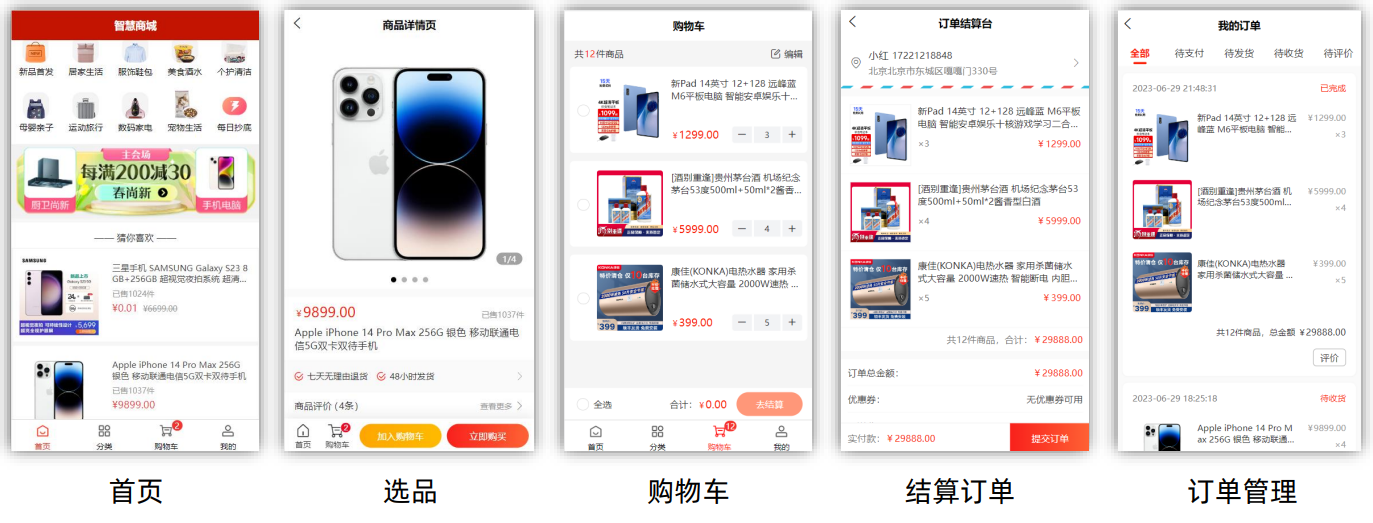 智慧商城
新品首发
居家生活
服饰鞋包
美食酒水
个护清洁
母婴亲子
运动旅行
数码家电
宠物生活
每日抄底
主会场
每满200减30
春尚新
厨卫尚新
手机电脑
猜你喜欢
SAMSUNG
5,699
三星手机 SAMSUNG Galaxy S23 8
GB+256GB 超视觉夜拍系统 超清...
已售1024件
¥0.01 ¥6699.00
Apple iPhone 14 Pro Max 256G
银色 移动联通电信5G双卡双待手机
已售1037件
¥9899.00
首页
分类
2
购物车
我的
首页
商品详情页
1/4
¥9899.00
已售1037件
Apple iPhone 14 Pro Max 256G 银色 移动联通电
信5G双卡双待手机
七天无理由退货
48小时发货
商品评价 (4条)
查看更多
首页
2
购物车
加入购物车
立即购买
选品
购物车
共12件商品
编辑
15天
1099
新Pad 14英寸 12+128 远峰蓝
M6平板电脑 智能安卓娱乐十...
¥1299.00
3
[酒别重逢]贵州茅台酒 机场纪念
茅台53度500ml+50ml*2酱香...
¥5999.00
4
KONKA
399
康佳(KONKA)电热水器 家用杀
菌储水式大容量 2000W速热 ...
¥399.00
5
全选
合计: ¥0.00
去结算
首页
分类
12
购物车
我的
购物车
订单结算台
小红 17221218848
北京北京市东城区嘎嘎门330号
新Pad 14英寸 12+128 远峰蓝 M6平板
电脑 智能安卓娱乐十核游戏学习二合...
×3
¥1299.00
[酒别重逢]贵州茅台酒 机场纪念茅台53
度500ml+50ml*2酱香型白酒
×4
¥5999.00
KONKA
399
康佳(KONKA)电热水器 家用杀菌储水
式大容量 2000W速热 智能断电 内胆...
×5
¥399.00
共12件商品, 合计: ¥29888.00
订单总金额:
¥29888.00
优惠券:
无优惠券可用
实付款: ¥29888.00
提交订单
结算订单
我的订单
全部
待支付
待发货
待收货
待评价
2023-06-29 21:48:31
已完成
新Pad 14英寸 12+128 远
峰蓝 M6平板电脑 智能...
¥1299.00
×3
[酒别重逢]贵州茅台酒 机
场纪念茅台53度500ml...
¥5999.00
×4
KONKA
399
康佳(KONKA)电热水器
家用杀菌储水式大容量 ...
¥399.00
×5
共12件商品, 总金额 ¥29888.00
评价
2023-06-29 18:25:18
待收货
Apple iPhone 14 Pro M
ax 256G 银色 移动联通...
¥9899.00
×4
订单管理